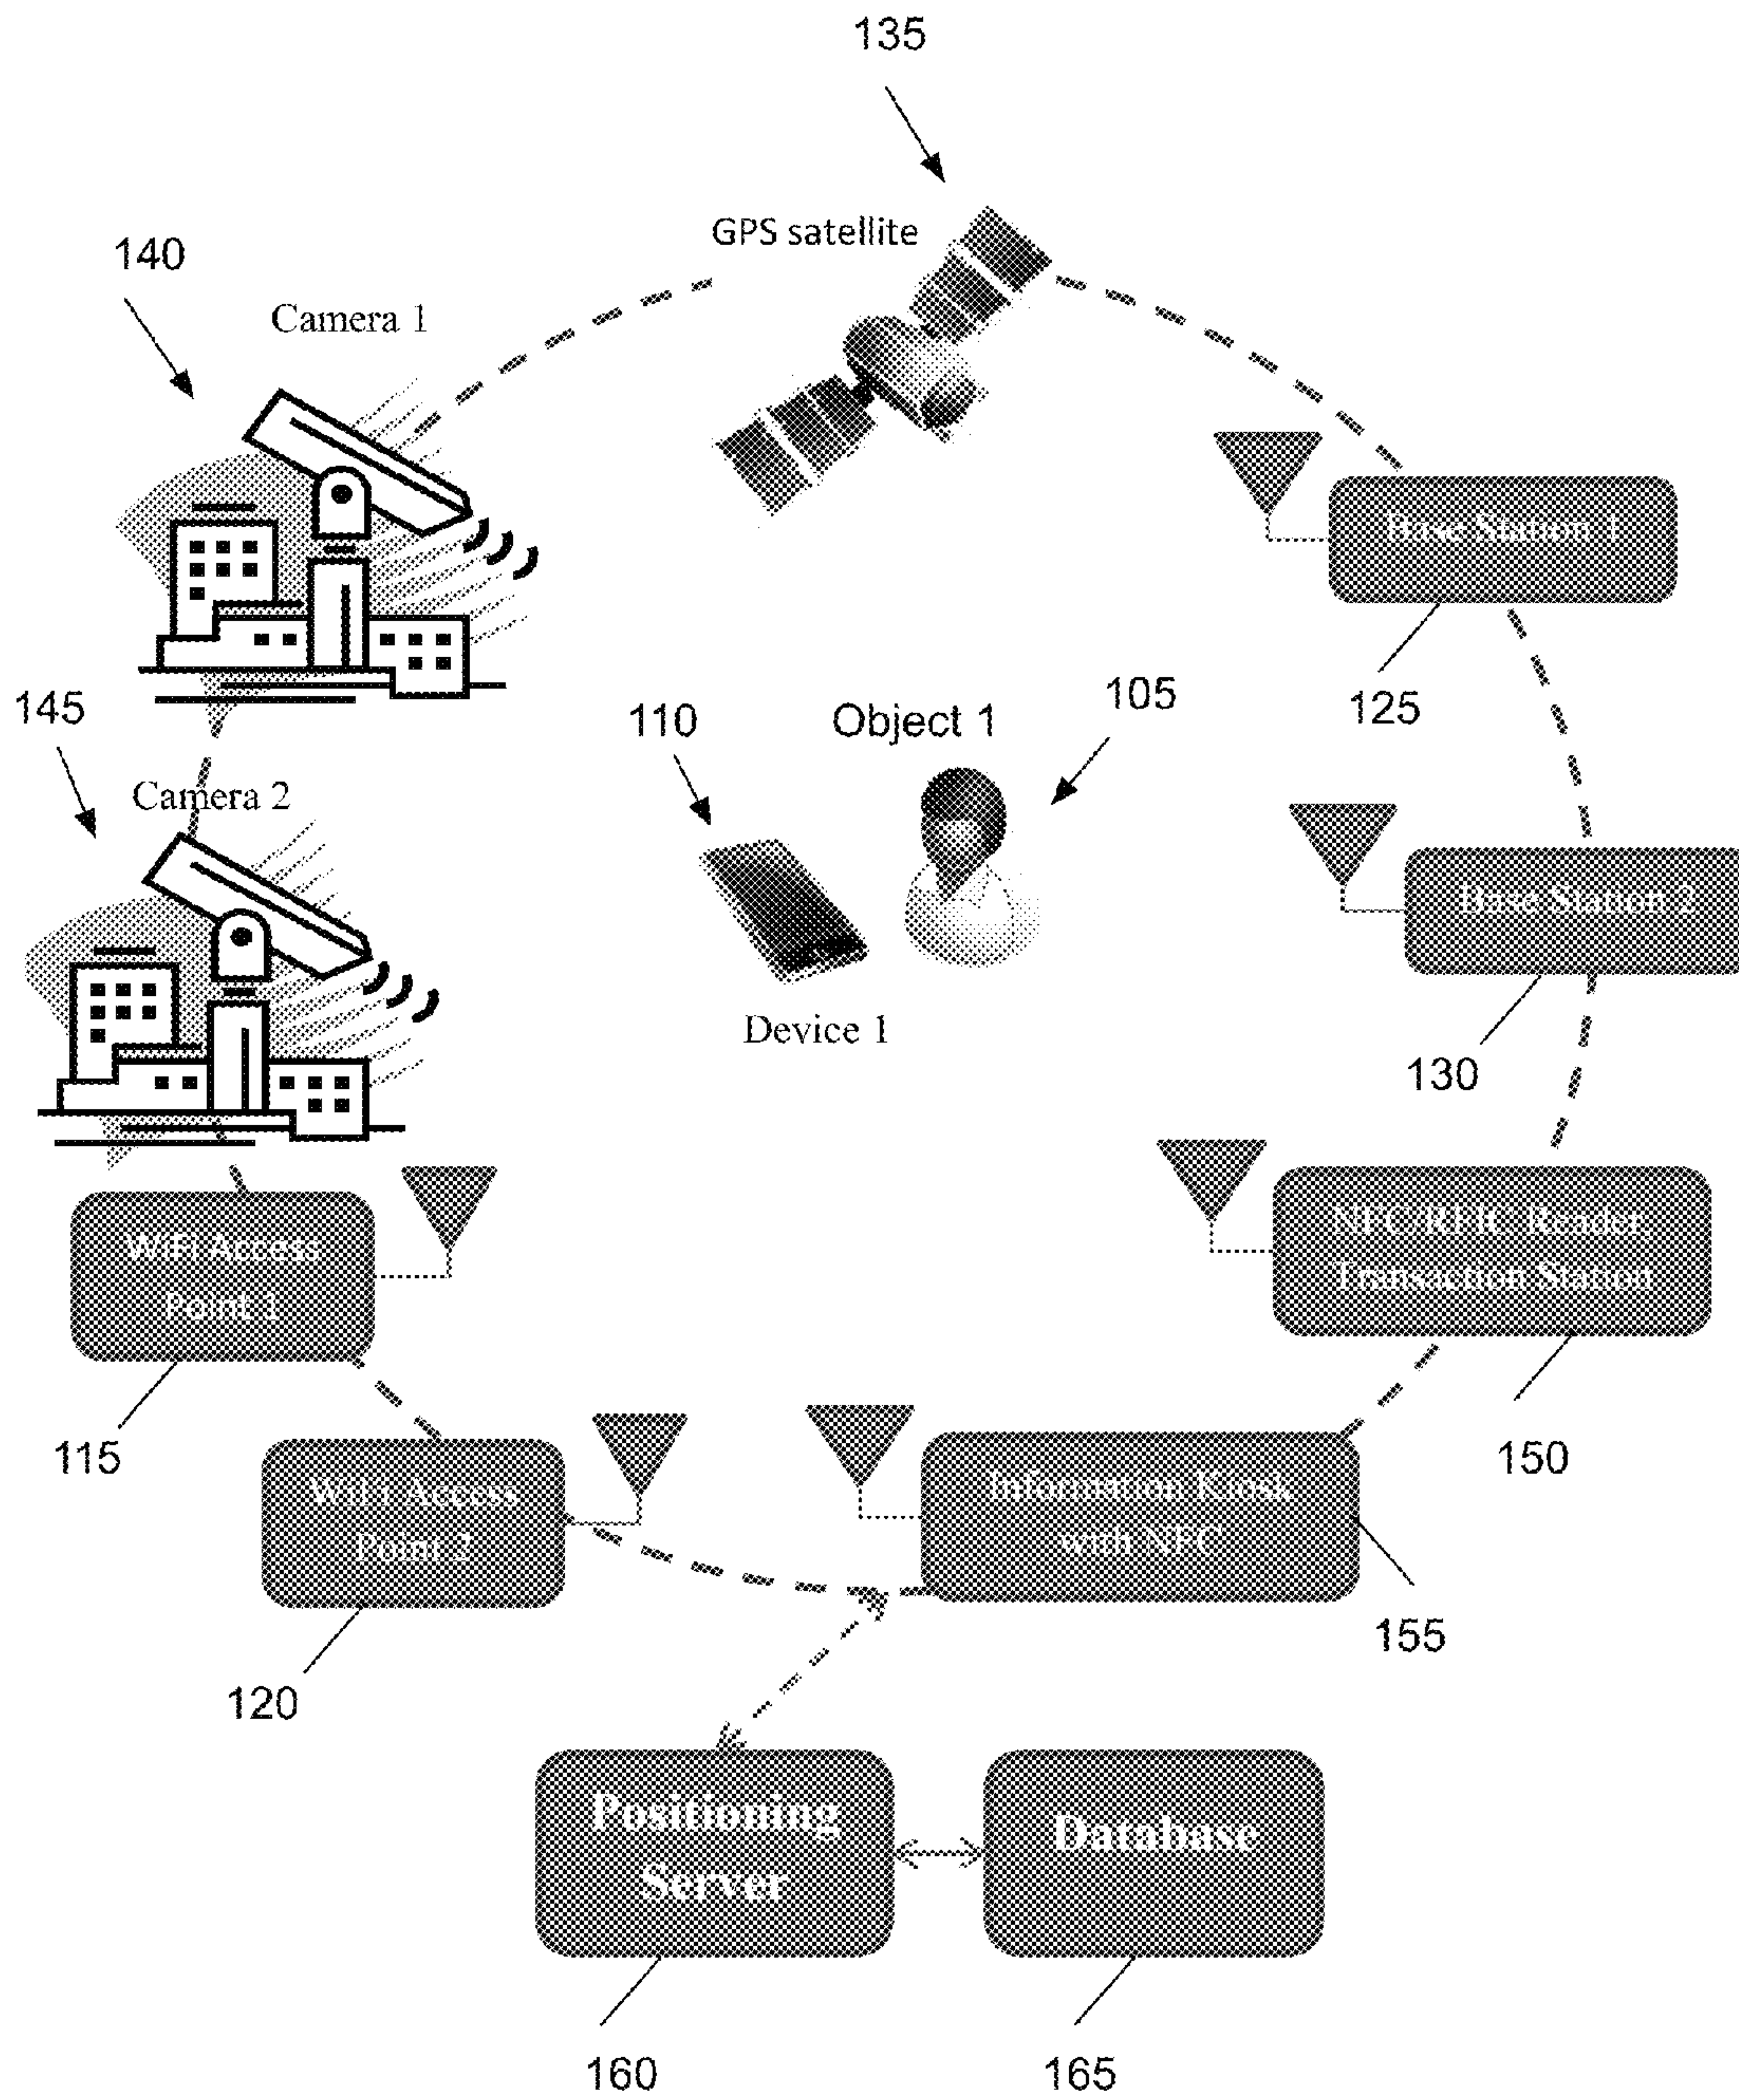 135
GPS satellite
140
Camera 1
Base Station 1
125
145
Camera 2
110
Object 1
105
Device 1
Base Station 2
130
WiFi Access
Point 1
115
NFC/RFIC Reader,
Transaction Station
150
WiFi Access
Point 2
120
Information Kiosk
with NFC
155
Positioning
Server
160
Database
165